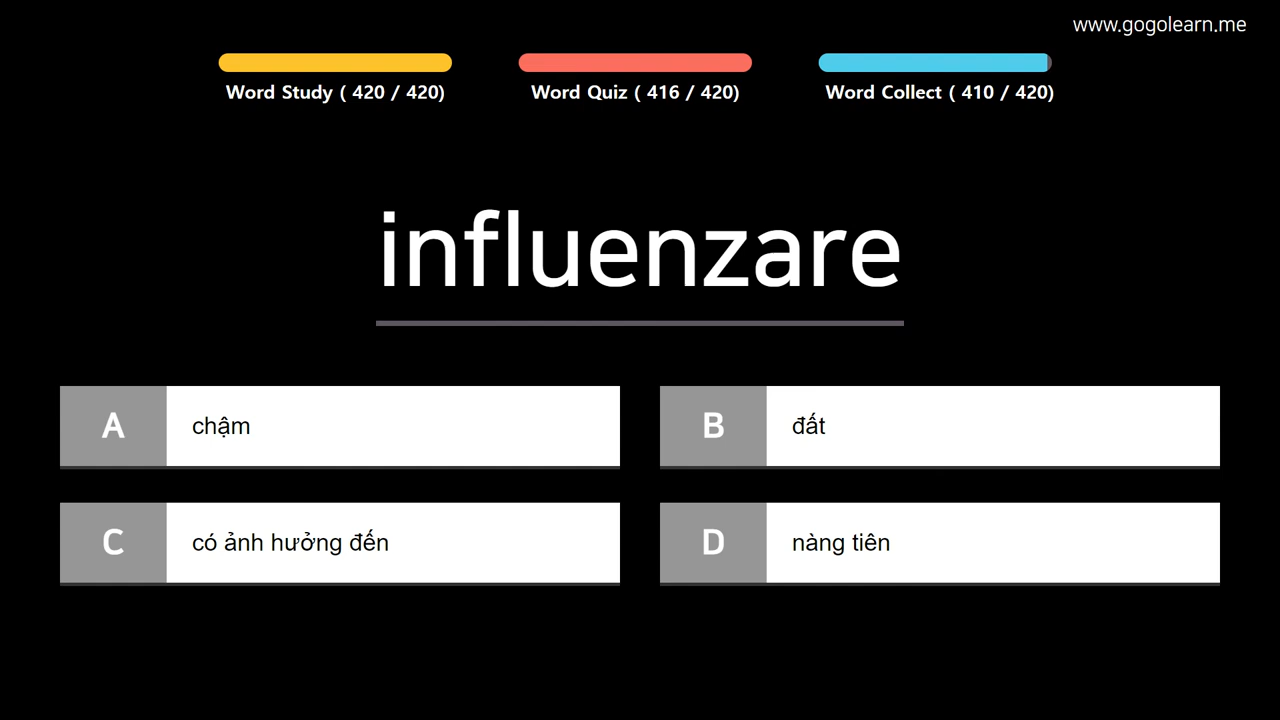 www.gogolearn.me
Word Study ( 420 / 420)
Word Quiz ( 416 / 420)
Word Collect ( 410 / 420)
influenzare
A
chậm
B
đất
C
có ảnh hưởng đến
D
nàng tiên